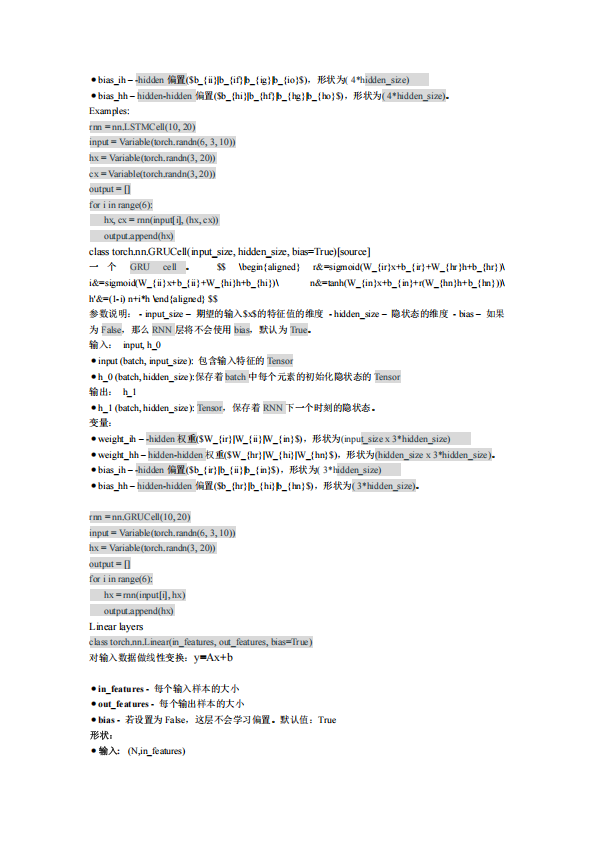 ● bias_ih – -hidden 偏置($b_{ii}|b_{if}|b_{ig}|b_{io}$)，形状为( 4*hidden_size)
● bias_hh – hidden-hidden 偏置($b_{hi}|b_{hf}|b_{hg}|b_{ho}$)，形状为( 4*hidden_size)。
Examples:
rnn = nn.LSTMCell(10, 20)
input = Variable(torch.randn(6, 3, 10))
hx = Variable(torch.randn(3, 20))
cx = Variable(torch.randn(3, 20))
output = []
for i in range(6):
hx, cx = rnn(input[i], (hx, cx))
output.append(hx)
class torch.nn.GRUCell(input_size, hidden_size, bias=True)[source]
一个 GRU cell 。 $$ \begin{aligned} r&=sigmoid(W_{ir}x+b_{ir}+W_{hr}h+b_{hr})\
i&=sigmoid(W_{ii}x+b_{ii}+W_{hi}h+b_{hi})\ n&=tanh(W_{in}x+b_{in}+r(W_{hn}h+b_{hn}))\
h'&=(1-i) n+i*h \end{aligned} $$
参数说明： - input_size – 期望的输入$x$的特征值的维度 - hidden_size – 隐状态的维度 - bias – 如果
为 False，那么 RNN 层将不会使用 bias，默认为 True。
输入： input, h_0
● input (batch, input_size): 包含输入特征的 Tensor
● h_0 (batch, hidden_size):保存着 batch 中每个元素的初始化隐状态的 Tensor
输出： h_1
● h_1 (batch, hidden_size): Tensor，保存着 RNN 下一个时刻的隐状态。
变量：
● weight_ih – -hidden 权重($W_{ir}|W_{ii}|W_{in}$)，形状为(input_size x 3*hidden_size)
● weight_hh – hidden-hidden 权重($W_{hr}|W_{hi}|W_{hn}$)，形状为(hidden_size x 3*hidden_size )。
● bias_ih – -hidden 偏置($b_{ir}|b_{ii}|b_{in}$)，形状为( 3*hidden_size)
● bias_hh – hidden-hidden 偏置($b_{hr}|b_{hi}|b_{hn}$)，形状为( 3*hidden_size)。
rnn = nn.GRUCell(10, 20)
input = Variable(torch.randn(6, 3, 10))
hx = Variable(torch.randn(3, 20))
output = []
for i in range(6):
hx = rnn(input[i], hx)
output.append(hx)
Linear layers
class torch.nn.Linear(in_features, out_features, bias=True)
对输入数据做线性变换：y=Ax+b
● in_features - 每个输入样本的大小
● out_features - 每个输出样本的大小
● bias - 若设置为 False，这层不会学习偏置。默认值：True
形状:
● 输入: (N,in_features)